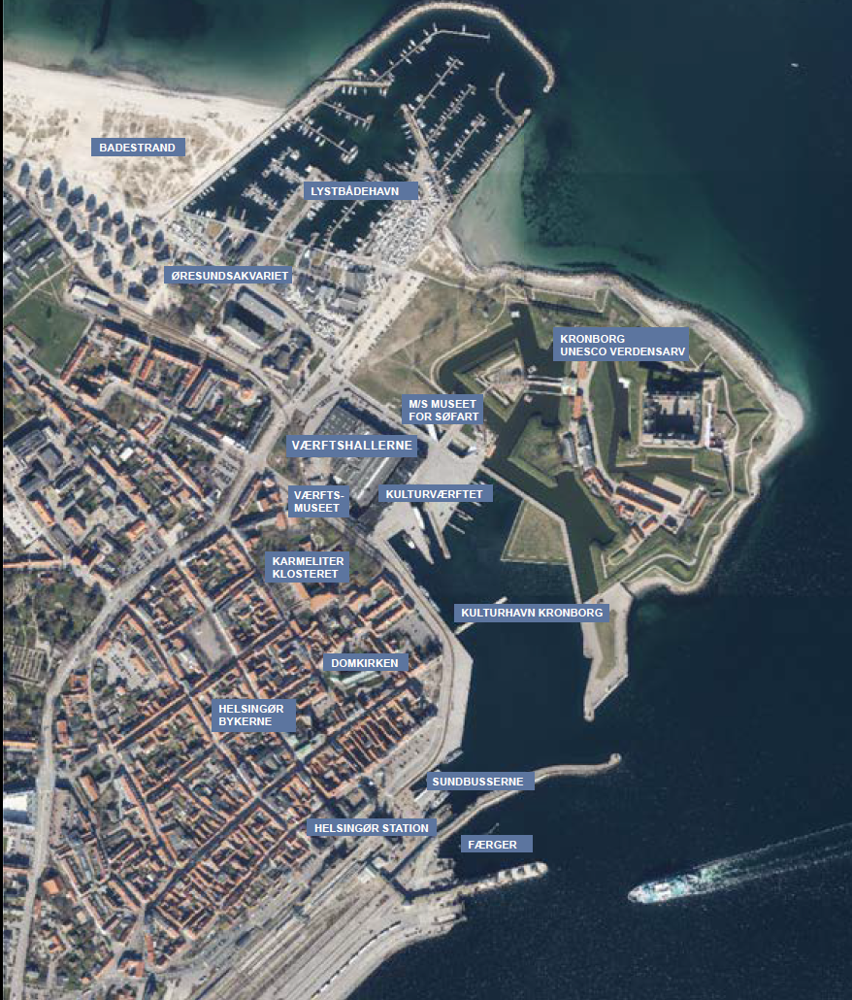 BADESTRAND
LYSTBÅDEHAVN
ØRESUNDSAKVARIET
KRONBORG
UNESCO VERDENSARV
M/S MUSEET
FOR SØFART
VÆRFTSHALLERNE
VÆRFTS-
MUSEET
KULTURVÆRFTET
KARMELITER
KLOSTERET
KULTURHAVN KRONBORG
DOMKIRKEN
HELSINGØR
BYKERNE
SUNDBUSSERNE
HELSINGØR STATION
FÆRGER